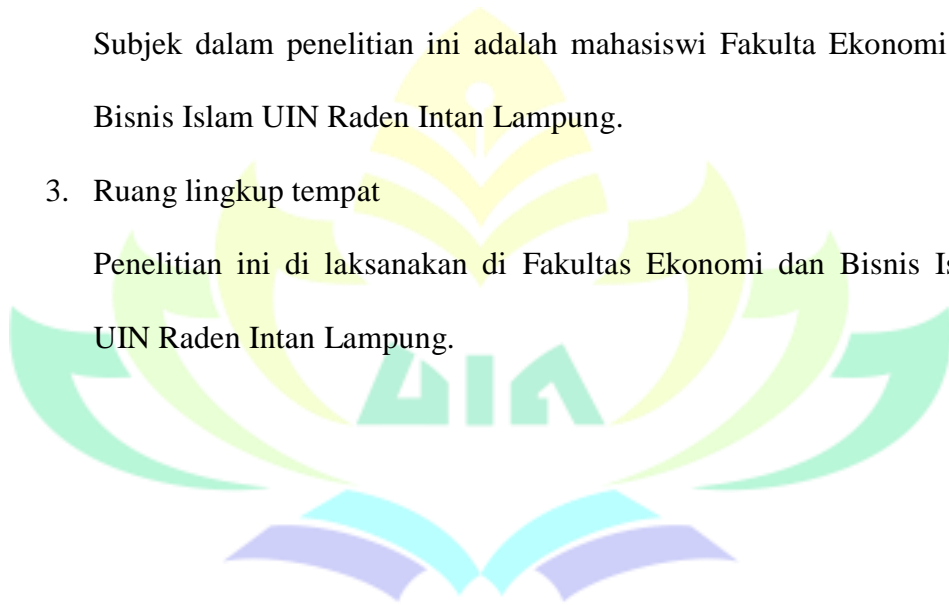 Subjek dalam penelitian ini adalah mahasiswi Fakulta Ekonomi
Bisnis Islam UIN Raden Intan Lampung.
3. Ruang lingkup tempat
Penelitian ini di laksanakan di Fakultas Ekonomi dan Bisnis
UIN Raden Intan Lampung.
UIN